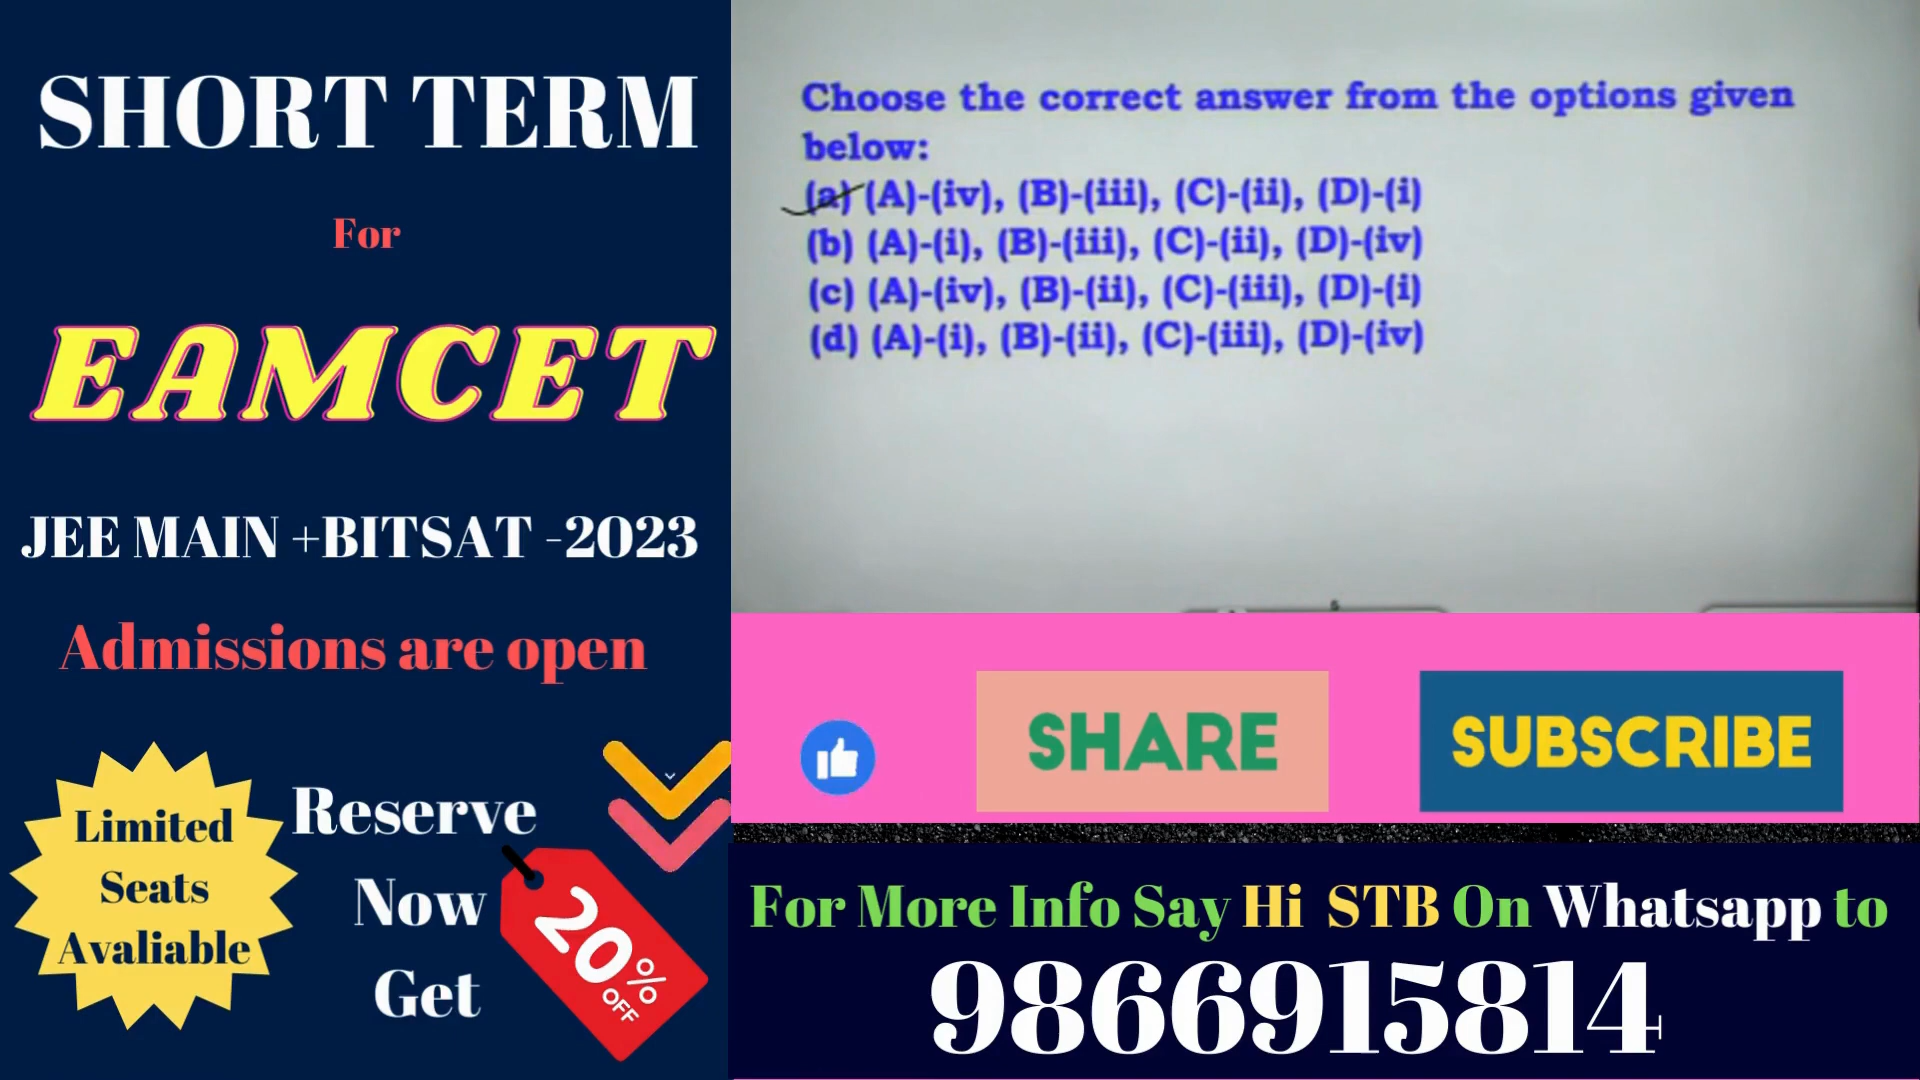 SHORT TERM
For
EAMCET
JEE MAIN +BITSAT -2023
Admissions are open
Limited
Seats
Avaliable
Reserve
Now
Get
20%
OFF
Choose the correct answer from the options given
below:
(a) (A)-(iv), (B)-(iii), (C)-(ii), (D)-(i)
(b) (A)-(i), (B)-(iii), (C)-(ii), (D)-(iv)
(c) (A)-(iv), (B)-(ii), (C)-(iii), (D)-(i)
(d) (A)-(i), (B)-(ii), (C)-(iii), (D)-(iv)
SHARE
SUBSCRIBE
For More Info Say Hi STB On Whatsapp to
9866915814